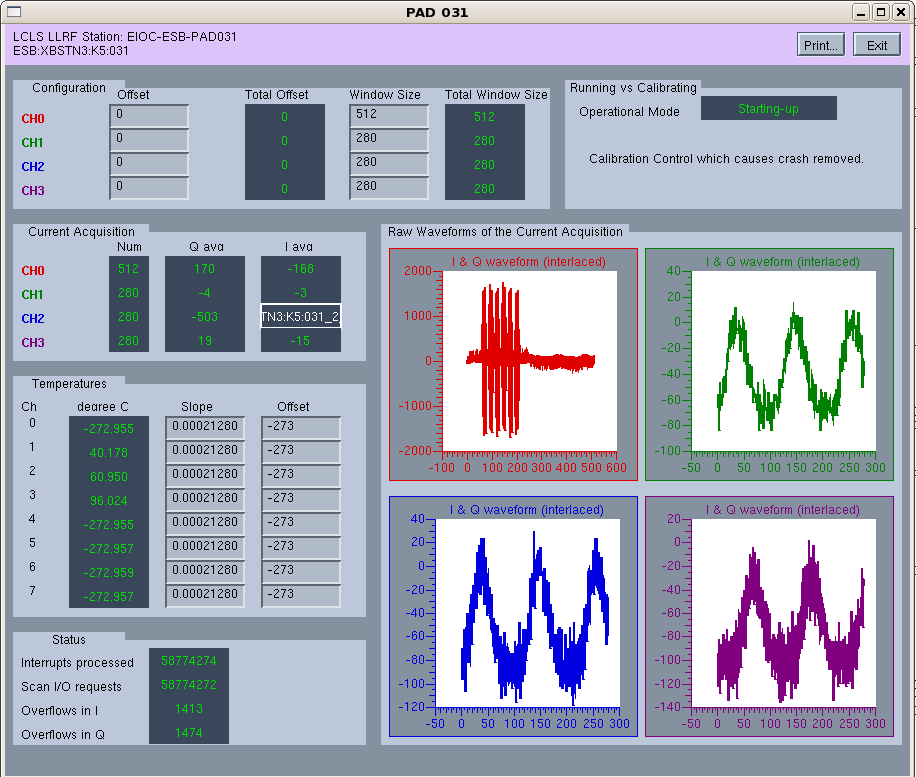 PAD 031
LCLS LLRF Station: EIOC-ESB-PAD031
ESB:XBSTN3:K5:031
Print... Exit
Configuration Offset Total Offset Window Size Total Window Size
CH0 0 0 512 512
CH1 0 0 280 280
CH2 0 0 280 280
CH3 0 0 280 280
Running vs Calibrating
Operational Mode Starting-up
Calibration Control which causes crash removed.
Current Acquisition
Num Q avg I avg
CH0 512 170 -168
CH1 280 -4 -3
CH2 280 -503 TN3:K5:031_2
CH3 280 19 -15
Temperatures
Ch degree C Slope Offset
0 -272.955 0.00021280 -273
1 40.178 0.00021280 -273
2 60.950 0.00021280 -273
3 96.024 0.00021280 -273
4 -272.955 0.00021280 -273
5 -272.957 0.00021280 -273
6 -272.959 0.00021280 -273
7 -272.957 0.00021280 -273
Status
Interrupts processed 58774274
Scan I/O requests 58774272
Overflows in I 1413
Overflows in Q 1474
Raw Waveforms of the Current Acquisition
I & Q waveform (interlaced)
2000
1000
0
-1000
-2000
-100 0 100 200 300 400 500 600
I & Q waveform (interlaced)
40
20
0
-20
-40
-60
-80
-100
-50 0 50 100 150 200 250 300
I & Q waveform (interlaced)
40
20
0
-20
-40
-60
-80
-100
-120
-50 0 50 100 150 200 250 300
I & Q waveform (interlaced)
20
0
-20
-40
-60
-80
-100
-120
-140
-50 0 50 100 150 200 250 300